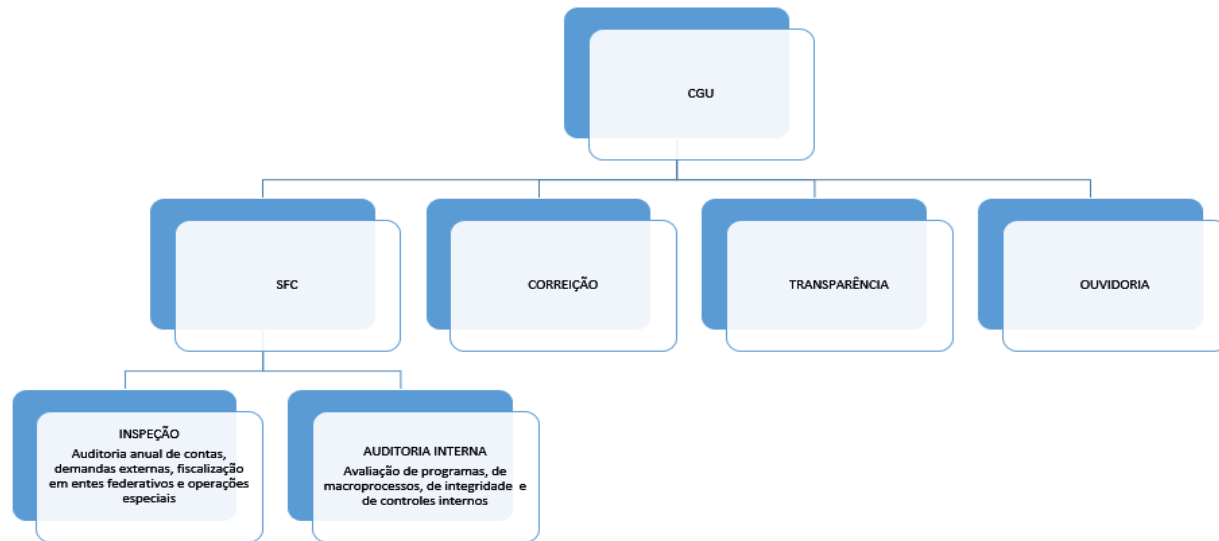 CGU
SFC
CORREIÇÃO
TRANSPARÊNCIA
OUVIDORIA
INSPEÇÃO
Auditoria anual de contas,
demandas externas, fiscalização
em entes federativos e operações
especiais
AUDITORIA INTERNA
Avaliação de programas, de
macroprocessos, de integridade e
de controles internos